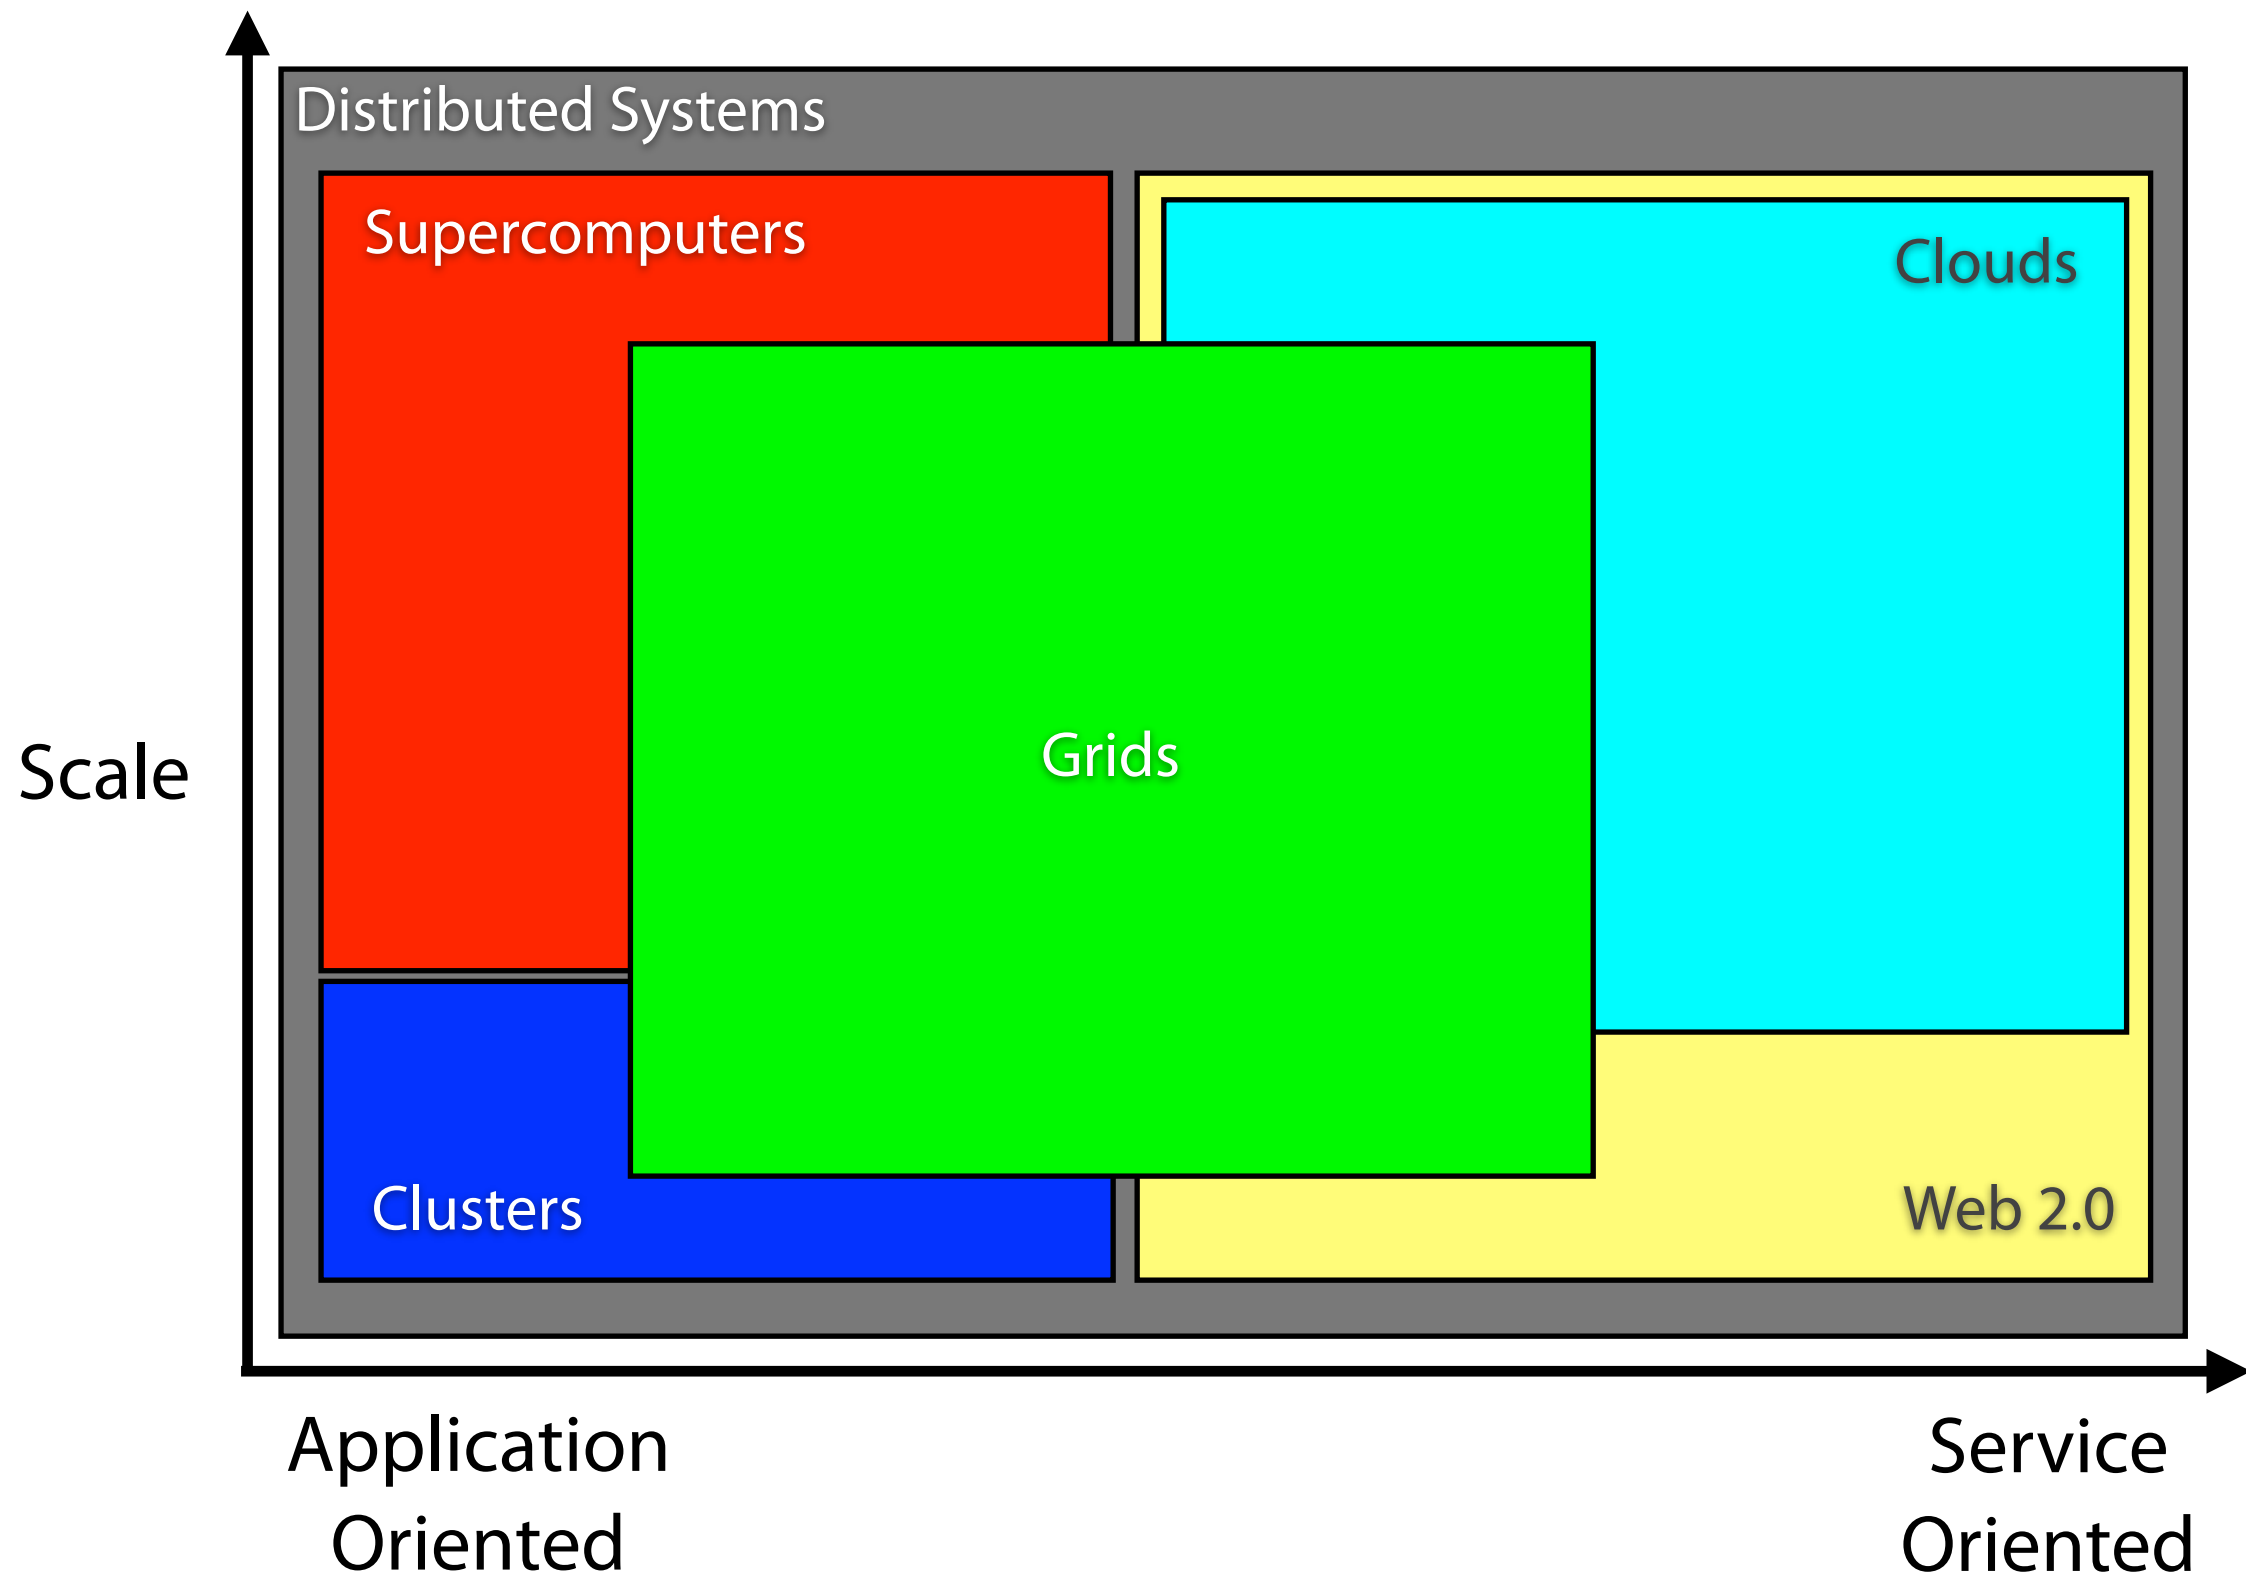 Distributed Systems
Supercomputers
Clouds
Grids
Scale
Clusters
Web 2.0
Application
Oriented
Service
Oriented